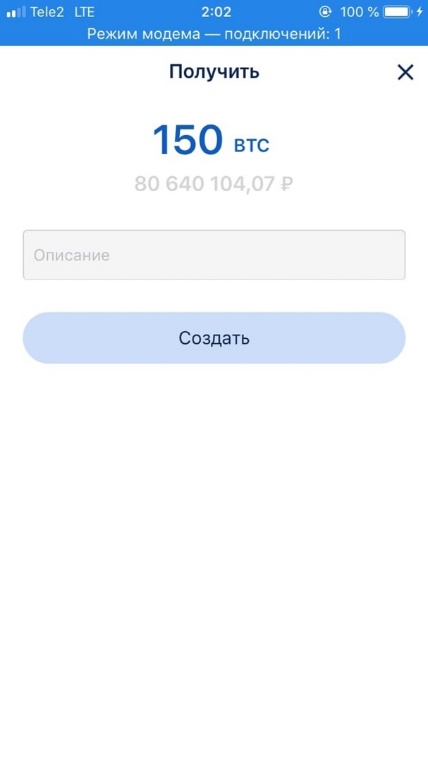 Tele2 LTE 2:02 100 %
Режим модема — подключений: 1
Получить
150 BTC
80 640 104,07 ₽
Описание
Создать